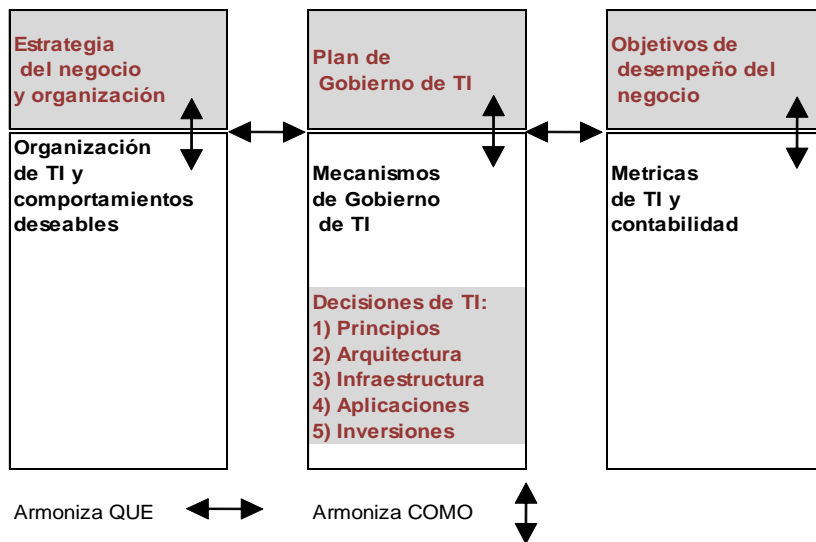 Estrategia
del negocio
y organización
Plan de
Gobierno de TI
Objetivos de
desempeño del
negocio
Organización
de TI y
comportamientos
deseables
Mecanismos
de Gobierno
de TI
Metricas
de TI y
contabilidad
Decisiones de TI:
1) Principios
2) Arquitectura
3) Infraestructura
4) Aplicaciones
5) Inversiones
Armoniza QUE
Armoniza COMO